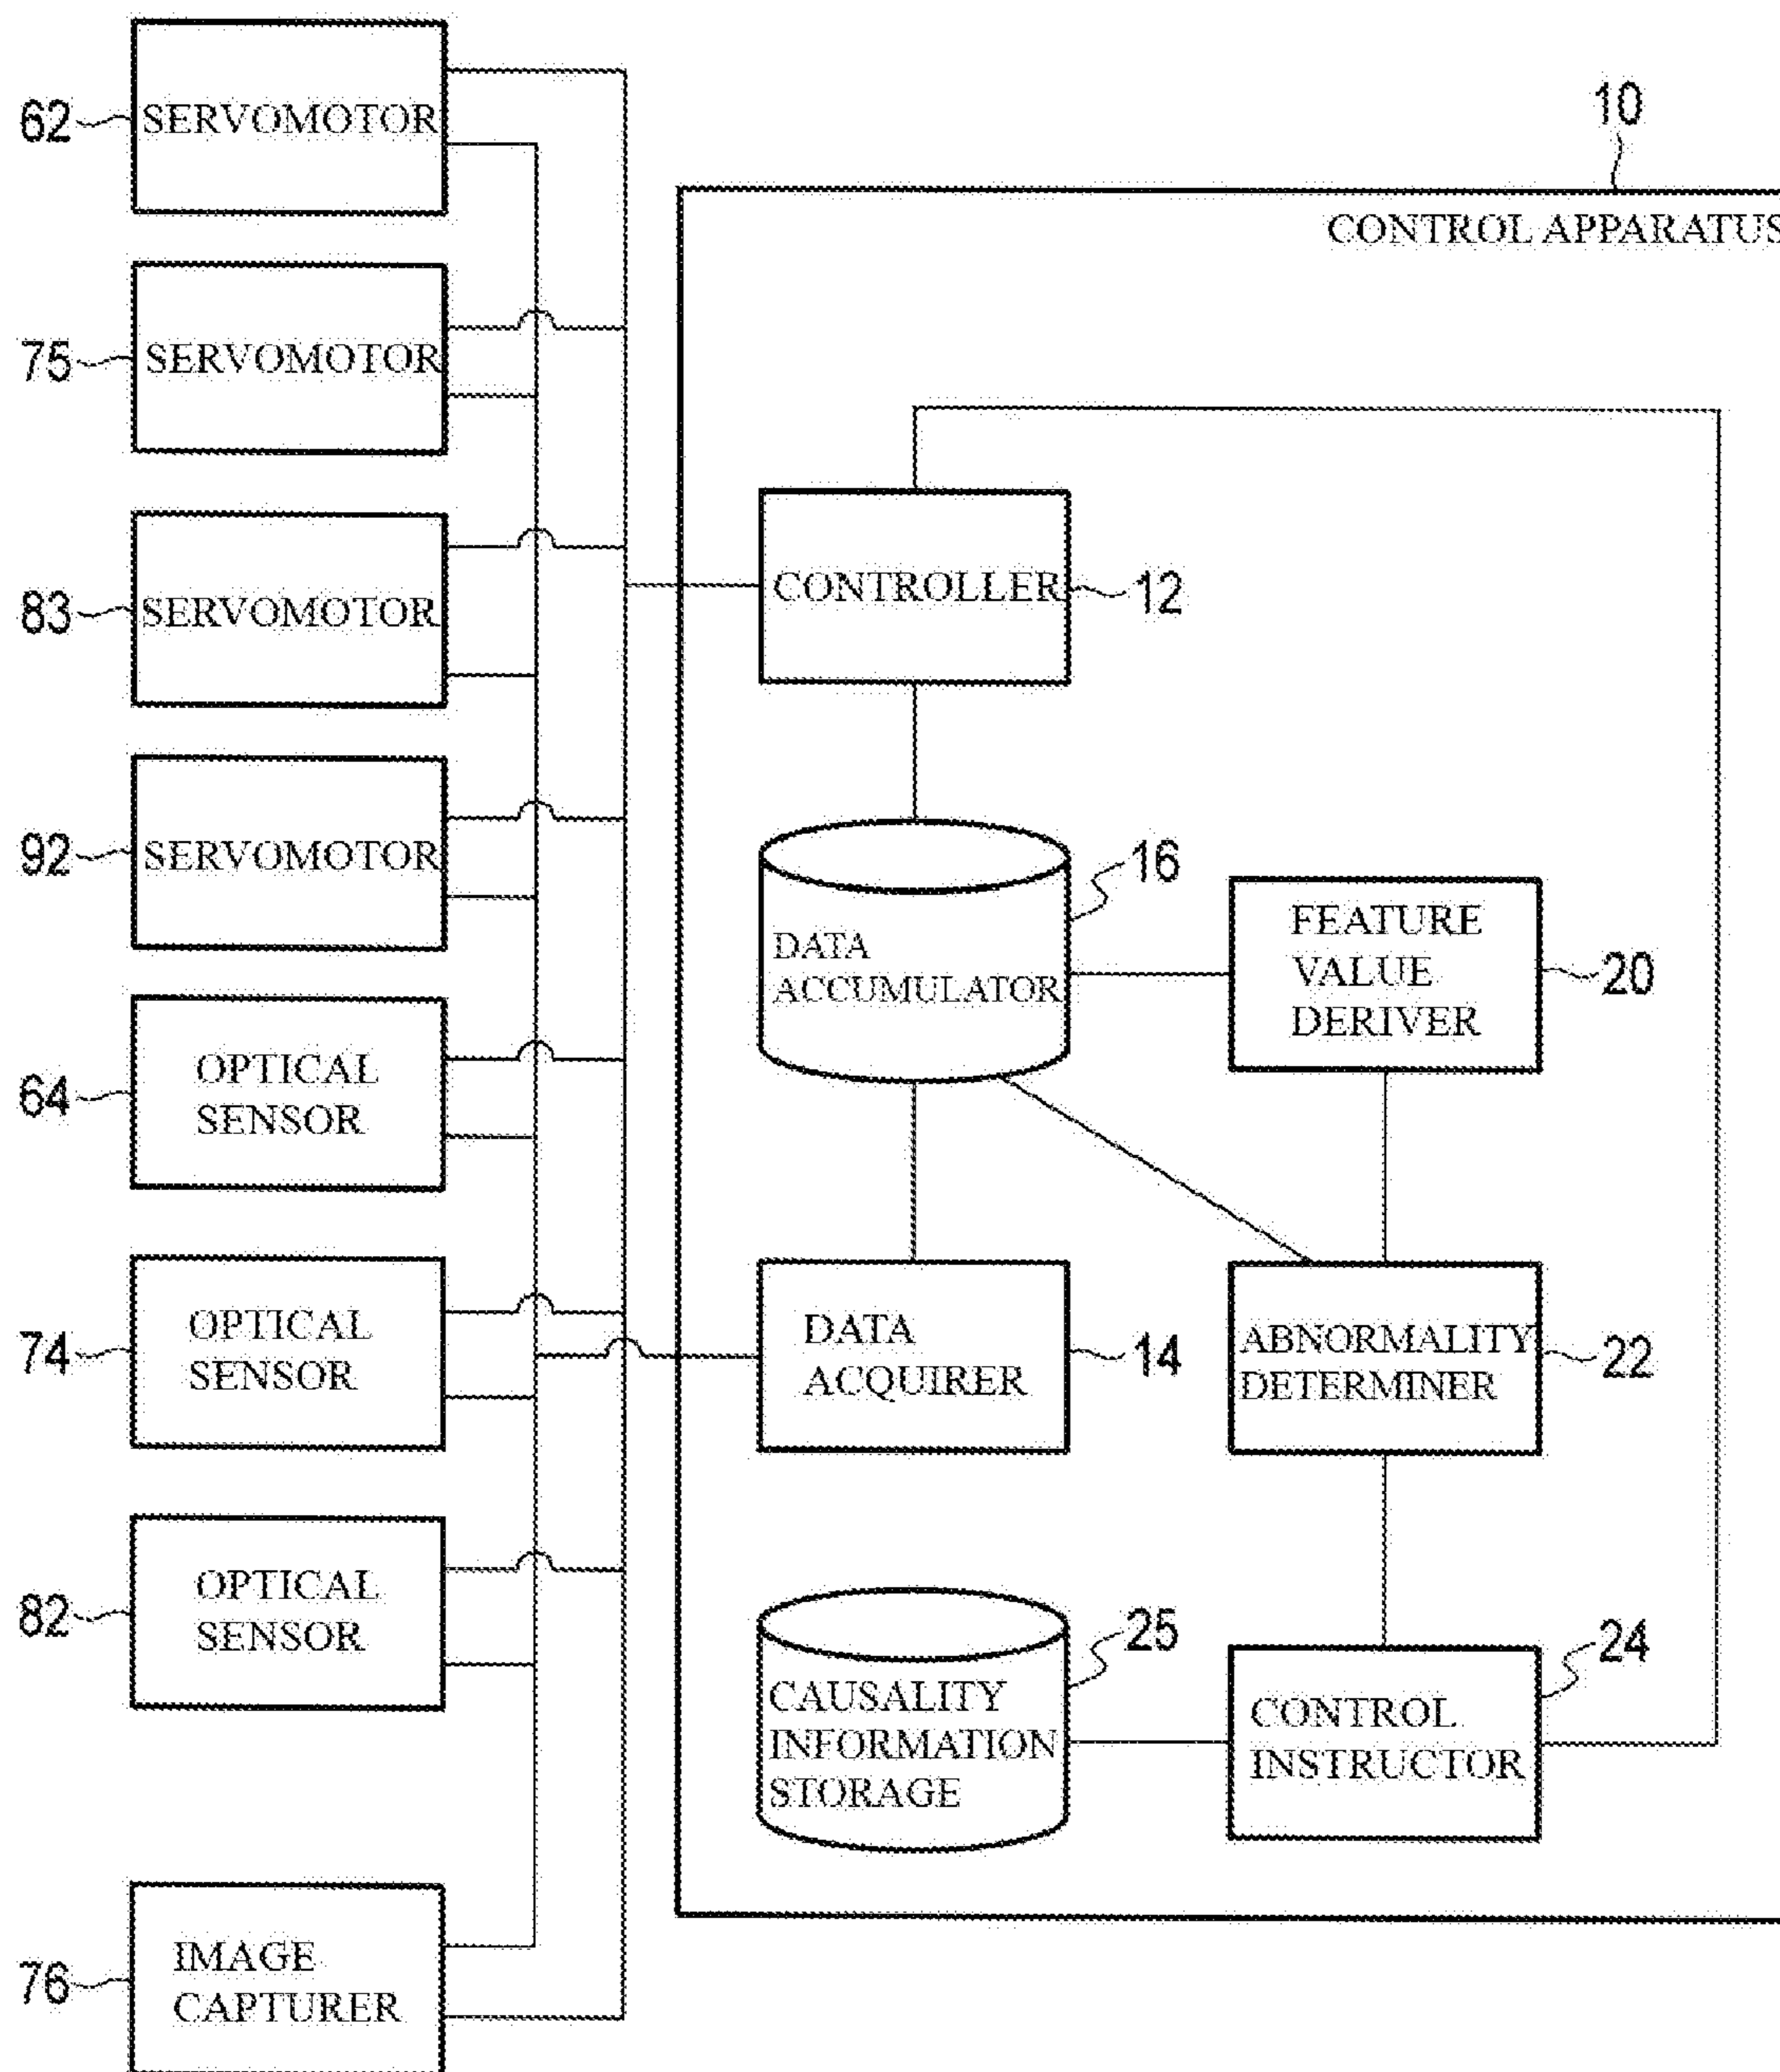 62
SERVOMOTOR
10
CONTROL APPARATUS
75
SERVOMOTOR
83
SERVOMOTOR
CONTROLLER
12
92
SERVOMOTOR
DATA
ACCUMULATOR
16
FEATURE
VALUE
DERIVER
20
64
OPTICAL
SENSOR
74
OPTICAL
SENSOR
DATA
ACQUIRER
14
ABNORMALITY
DETERMINER
22
82
OPTICAL
SENSOR
CAUSALITY
INFORMATION
STORAGE
25
CONTROL
INSTRUCTOR
24
76
IMAGE
CAPTURER